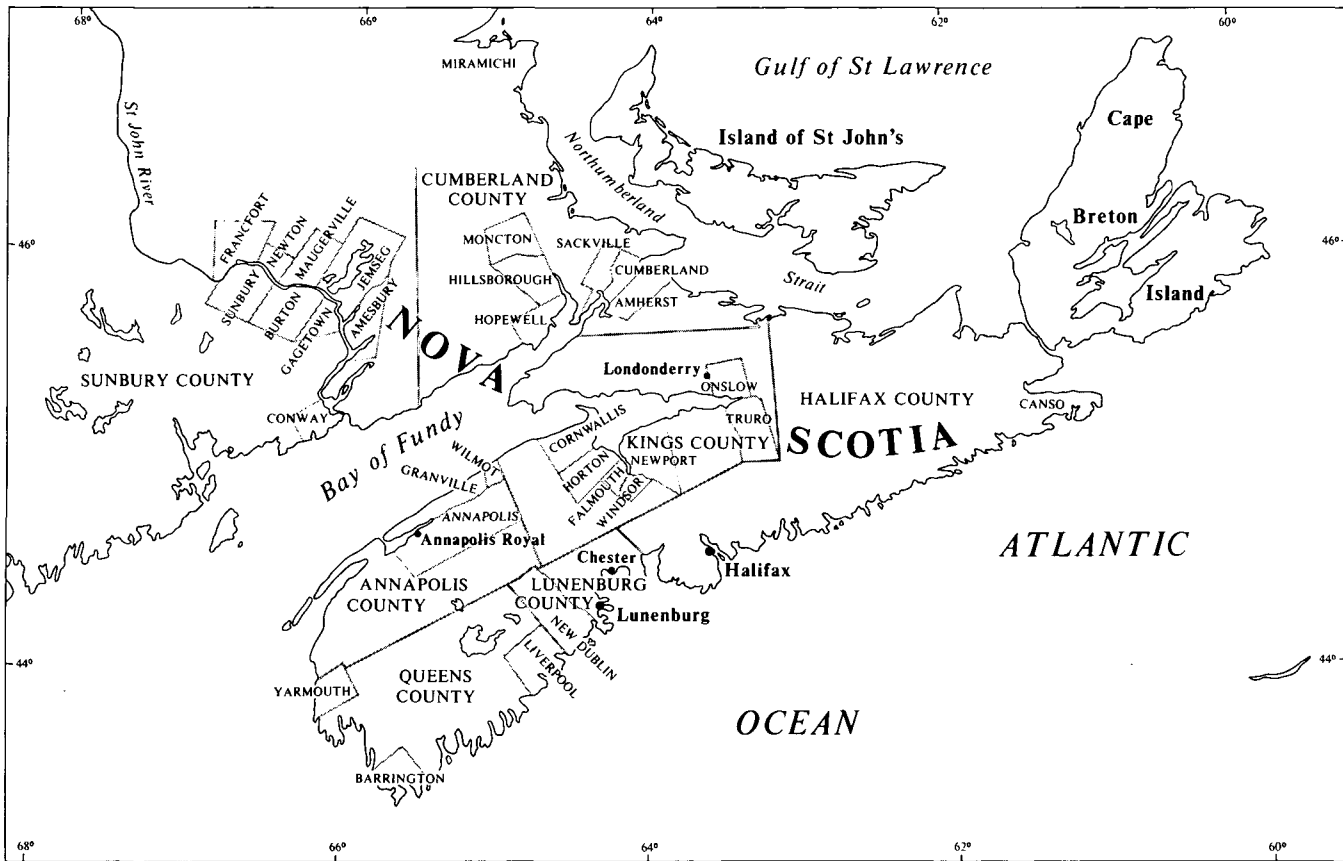 68°
66°
64°
62°
60°
MIRAMICHI
Gulf of St Lawrence
St John River
Northumberland
Strait
Island of St John's
Cape
Breton
Island
46°
46°
CUMBERLAND
COUNTY
FRANCFORT
NEWTON
MAUGERVILLE
JEMSEG
SUNBURY
BURTON
GAGETOWN
AMESBURY
MONCTON
HILLSBOROUGH
HOPEWELL
SACKVILLE
CUMBERLAND
AMHERST
NOVA
SCOTIA
SUNBURY COUNTY
CONWAY
Londonderry
ONSLOW
TRURO
HALIFAX COUNTY
CANSO
Bay of Fundy
WILMOT
GRANVILLE
CORNWALLIS
HORTON
KINGS COUNTY
NEWPORT
FALMOUTH
WINDSOR
ANNAPOLIS
Annapolis Royal
ANNAPOLIS
COUNTY
Chester
Halifax
LUNENBURG
COUNTY
Lunenburg
NEW DUBLIN
LIVERPOOL
QUEENS
COUNTY
YARMOUTH
BARRINGTON
ATLANTIC
OCEAN
44°
44°
68°
66°
64°
62°
60°